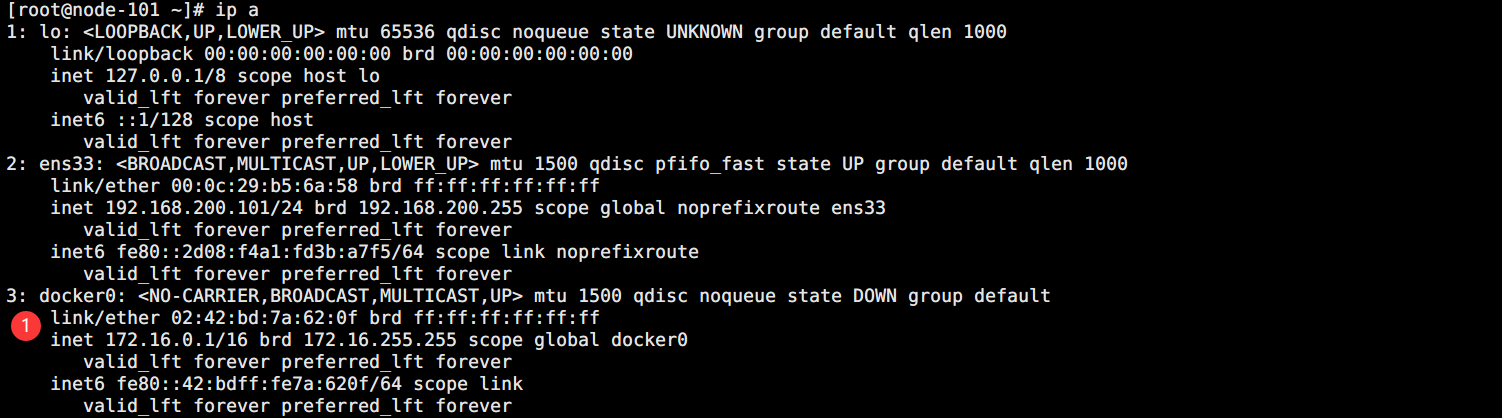 [root@node-101 ~]# ip a
1: lo: <LOOPBACK,UP,LOWER_UP> mtu 65536 qdisc noqueue state UNKNOWN group default qlen 1000
    link/loopback 00:00:00:00:00:00 brd 00:00:00:00:00:00
    inet 127.0.0.1/8 scope host lo
       valid_lft forever preferred_lft forever
    inet6 ::1/128 scope host
       valid_lft forever preferred_lft forever
2: ens33: <BROADCAST,MULTICAST,UP,LOWER_UP> mtu 1500 qdisc pfifo_fast state UP group default qlen 1000
    link/ether 00:0c:29:b5:6a:58 brd ff:ff:ff:ff:ff:ff
    inet 192.168.200.101/24 brd 192.168.200.255 scope global noprefixroute ens33
       valid_lft forever preferred_lft forever
    inet6 fe80::2d08:f4a1:fd3b:a7f5/64 scope link noprefixroute
       valid_lft forever preferred_lft forever
3: docker0: <NO-CARRIER,BROADCAST,MULTICAST,UP> mtu 1500 qdisc noqueue state DOWN group default
    link/ether 02:42:bd:7a:62:0f brd ff:ff:ff:ff:ff:ff
1
    inet 172.16.0.1/16 brd 172.16.255.255 scope global docker0
       valid_lft forever preferred_lft forever
    inet6 fe80::42:bdff:fe7a:620f/64 scope link
       valid_lft forever preferred_lft forever